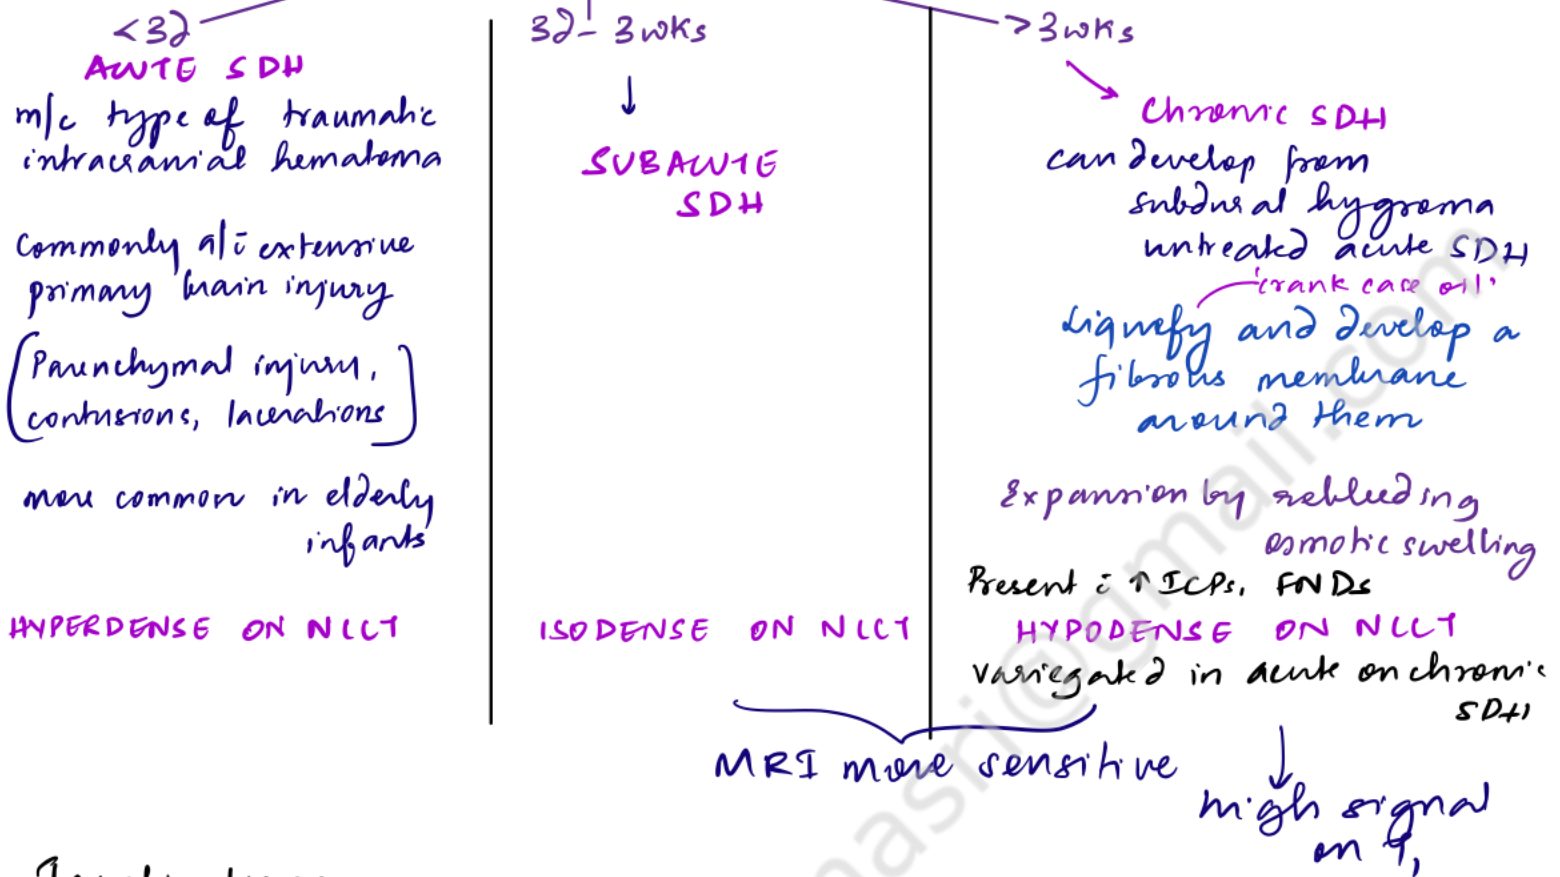 <3d
ACUTE SDH
m/c type of traumatic
intracranial hematoma
Commonly a/c̄ extensive
primary brain injury
(Parenchymal injury,
contusions, lacerations)
more common in elderly
infants
HYPERDENSE ON NCCT
3d - 3wks
↓
SUBACUTE
SDH
ISODENSE ON NCCT
>3wks
Chronic SDH
can develop from
subdural hygroma
untreated acute SDH
'crank case oil'
Liquefy and develop a
fibrous membrane
around them
Expansion by rebleeding
osmotic swelling
Present c̄ ↑ICPs, FNDs
HYPODENSE ON NCCT
variegated in acute on chronic
SDH
MRI more sensitive
↓
high signal
on T₁
nasri@gmail.com